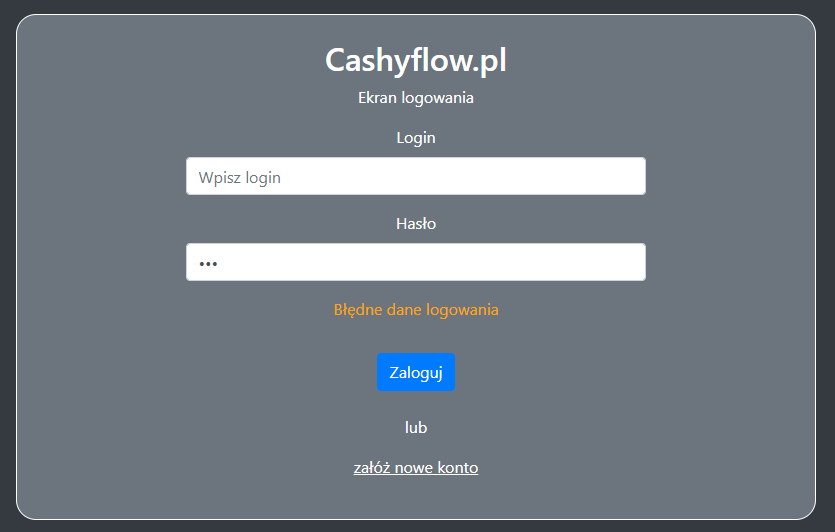 Cashyflow.pl
Ekran logowania
Login
Wpisz login
Hasło
•••
Błędne dane logowania
Zaloguj
lub
załóż nowe konto